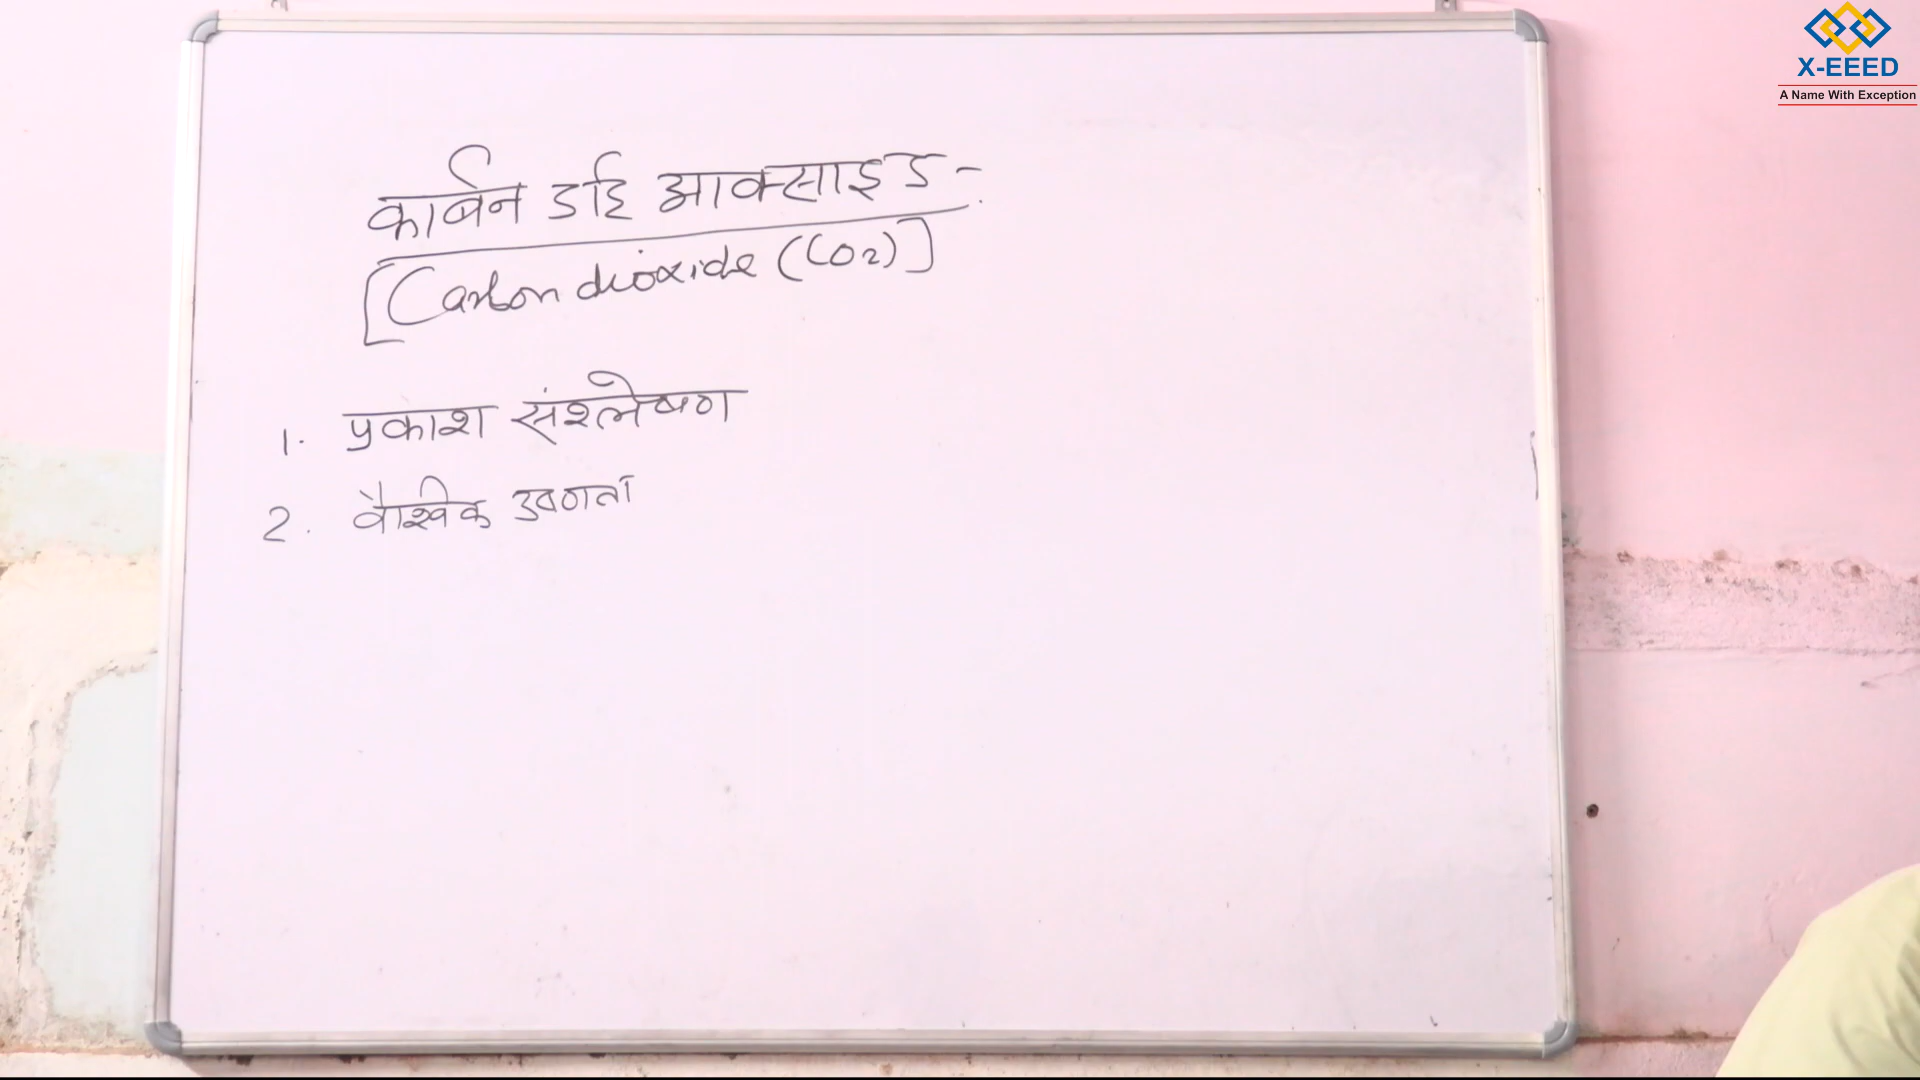 X-EEED
A Name With Exception
कार्बन डाई आक्साइड -
[Carbon dioxide (CO2)]
1. प्रकाश संश्लेषण
2. वैश्विक उष्णता